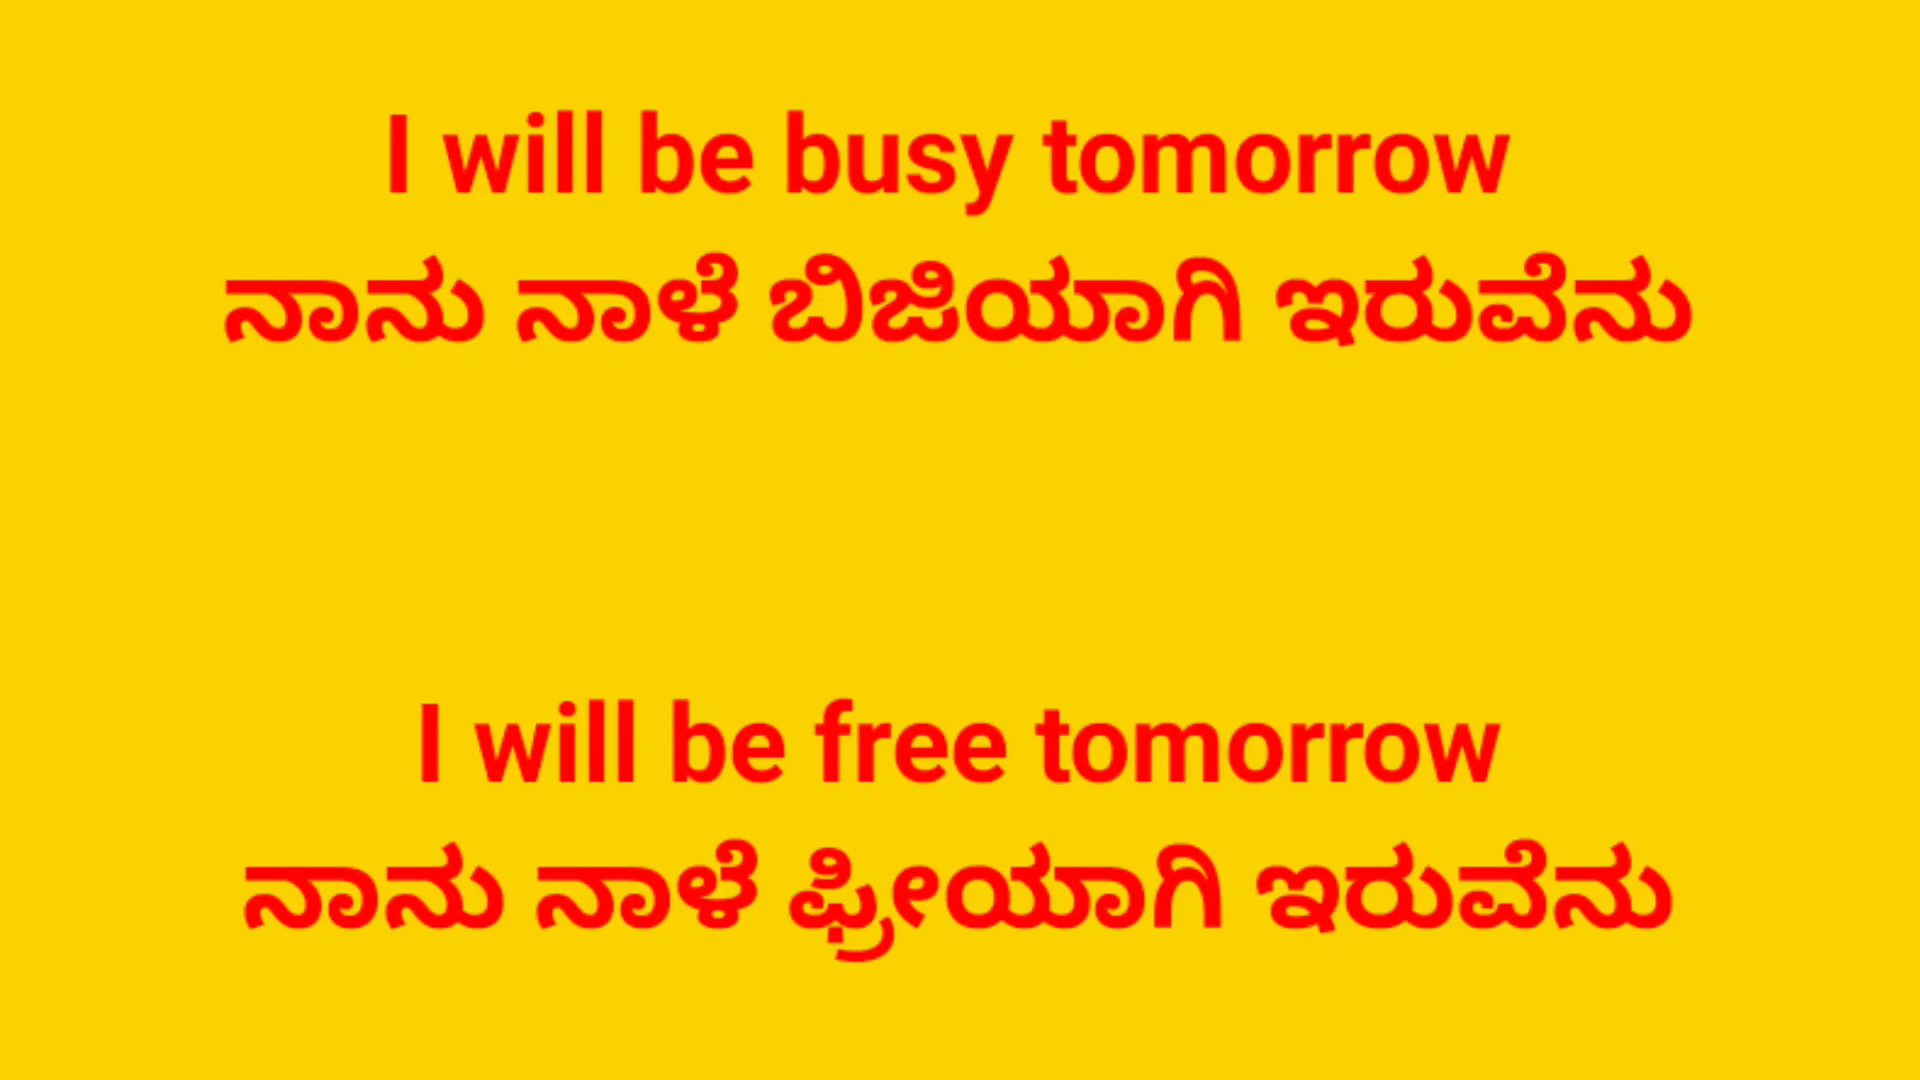 I will be busy tomorrow
ನಾನು ನಾಳೆ ಬಿಜಿಯಾಗಿ ಇರುವೆನು
I will be free tomorrow
ನಾನು ನಾಳೆ ಫ್ರೀಯಾಗಿ ಇರುವೆನು